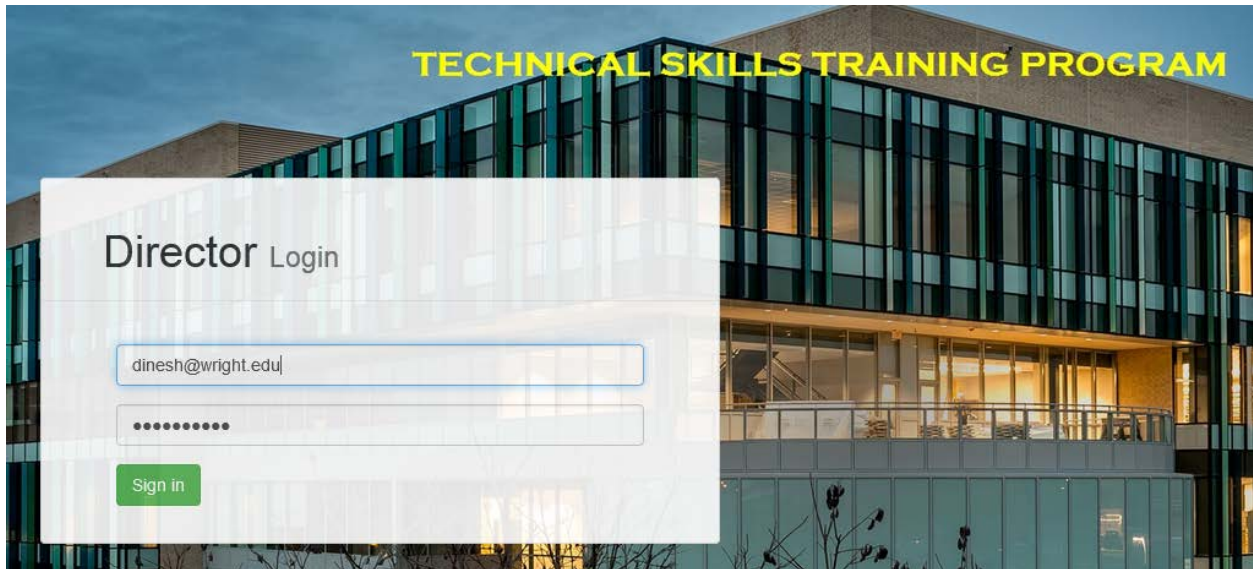 TECHNICAL SKILLS TRAINING PROGRAM
Director Login
dinesh@wright.edu
••••••••••
Sign in